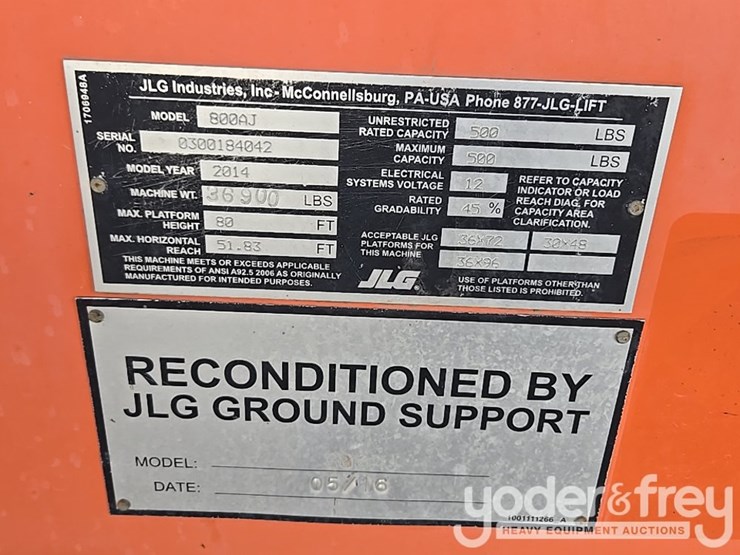 1706948A
JLG Industries, Inc- McConnellsburg, PA-USA Phone 877-JLG-LIFT
MODEL 800AJ
SERIAL NO. 0300184042
MODEL YEAR 2014
MACHINE WT. 36900 LBS
MAX. PLATFORM HEIGHT 80 FT
MAX. HORIZONTAL REACH 51.83 FT
THIS MACHINE MEETS OR EXCEEDS APPLICABLE
REQUIREMENTS OF ANSI A92.5 2006 AS ORIGINALLY
MANUFACTURED FOR INTENDED PURPOSES.
UNRESTRICTED RATED CAPACITY 500 LBS
MAXIMUM CAPACITY 500 LBS
ELECTRICAL SYSTEMS VOLTAGE 12
RATED GRADABILITY 45 %
REFER TO CAPACITY
INDICATOR OR LOAD
REACH DIAG. FOR
CAPACITY AREA
CLARIFICATION.
ACCEPTABLE JLG PLATFORMS FOR THIS MACHINE
36X72 30X48
36X96
JLG
USE OF PLATFORMS OTHER THAN
THOSE LISTED IS PROHIBITED.
RECONDITIONED BY
JLG GROUND SUPPORT
MODEL:
DATE: 05/16
1001111266 A
yoder&frey
HEAVY EQUIPMENT AUCTIONS